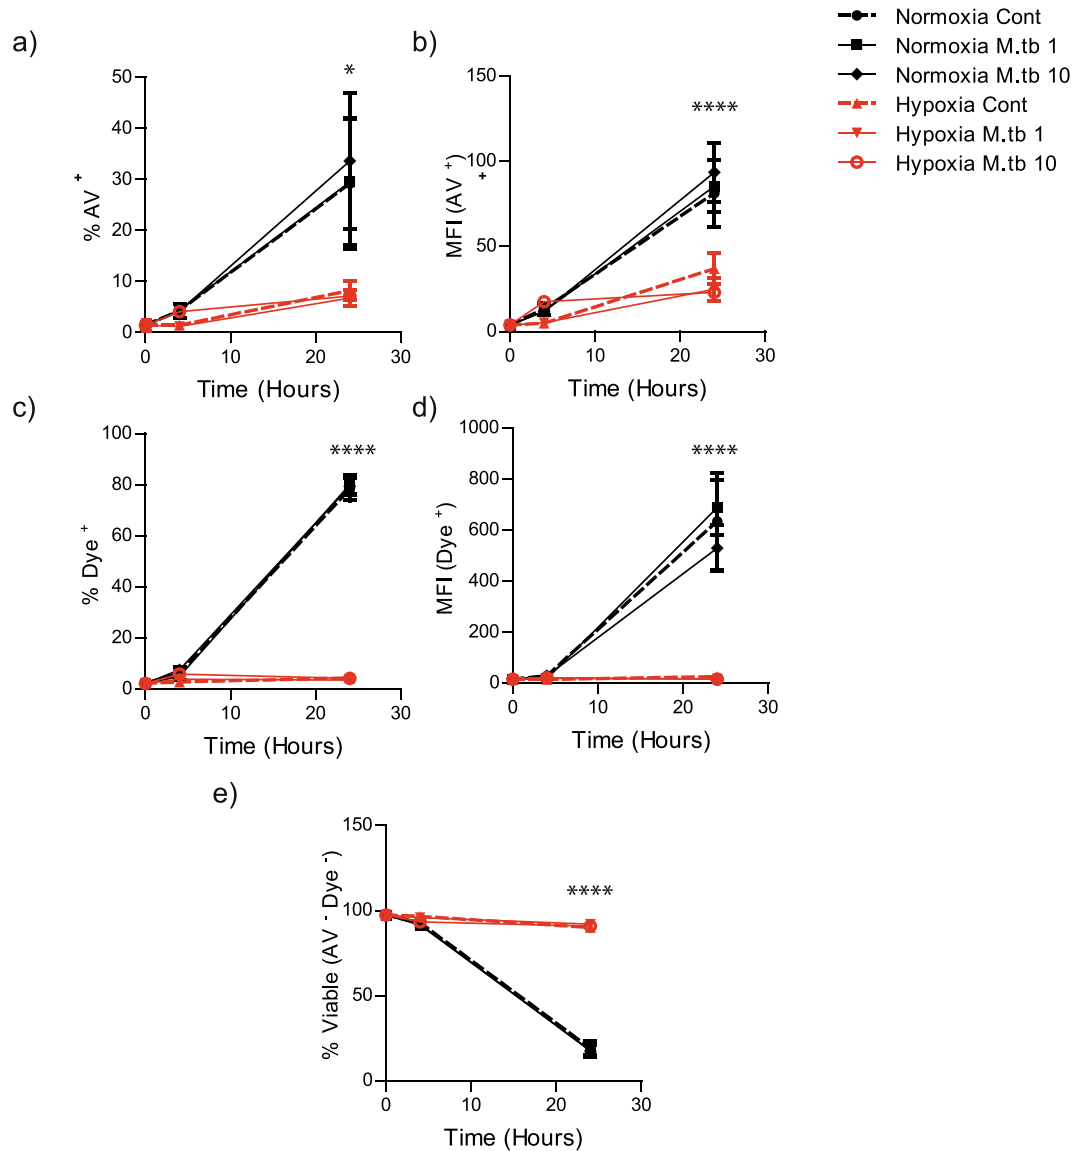 Normoxia Cont
Normoxia M.tb 1
Normoxia M.tb 10
Hypoxia Cont
Hypoxia M.tb 1
Hypoxia M.tb 10
a)
50
40
30
20
10
0
% AV +
*
0 10 20 30
Time (Hours)
b)
150
100
50
0
MFI (AV +)
+
****
0 10 20 30
Time (Hours)
c)
100
80
60
40
20
0
% Dye +
****
0 10 20 30
Time (Hours)
d)
1000
800
600
400
200
0
MFI (Dye +)
****
0 10 20 30
Time (Hours)
e)
150
100
50
0
% Viable (AV - Dye -)
****
0 10 20 30
Time (Hours)